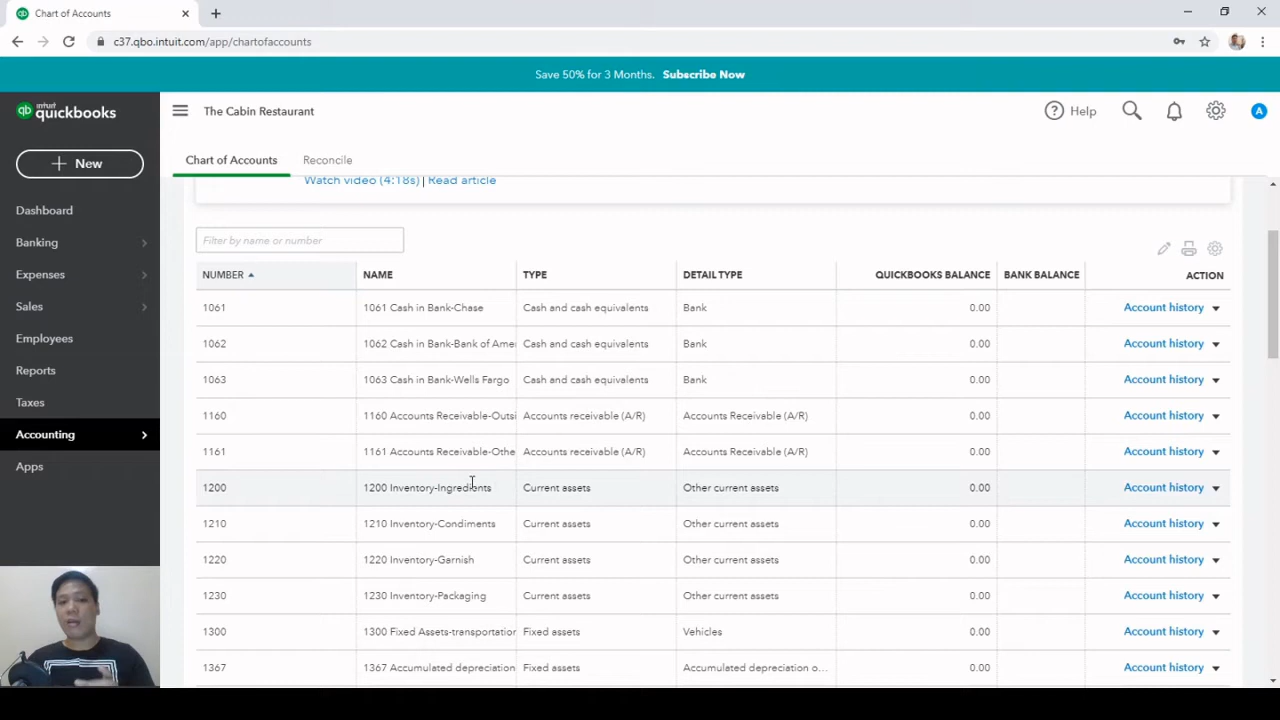 Chart of Accounts
c37.qbo.intuit.com/app/chartofaccounts
Save 50% for 3 Months. Subscribe Now
qb intuit quickbooks
The Cabin Restaurant
Help
A
New
Chart of Accounts
Reconcile
Watch video (4:18s) | Read article
Dashboard
Banking
Expenses
Sales
Employees
Reports
Taxes
Accounting
Apps
Filter by name or number
NUMBER NAME TYPE DETAIL TYPE QUICKBOOKS BALANCE BANK BALANCE ACTION
1061 1061 Cash in Bank-Chase Cash and cash equivalents Bank 0.00 Account history
1062 1062 Cash in Bank-Bank of Amer Cash and cash equivalents Bank 0.00 Account history
1063 1063 Cash in Bank-Wells Fargo Cash and cash equivalents Bank 0.00 Account history
1160 1160 Accounts Receivable-Outsi Accounts receivable (A/R) Accounts Receivable (A/R) 0.00 Account history
1161 1161 Accounts Receivable-Othe Accounts receivable (A/R) Accounts Receivable (A/R) 0.00 Account history
1200 1200 Inventory-Ingredients Current assets Other current assets 0.00 Account history
1210 1210 Inventory-Condiments Current assets Other current assets 0.00 Account history
1220 1220 Inventory-Garnish Current assets Other current assets 0.00 Account history
1230 1230 Inventory-Packaging Current assets Other current assets 0.00 Account history
1300 1300 Fixed Assets-transportation Fixed assets Vehicles 0.00 Account history
1367 1367 Accumulated depreciation Fixed assets Accumulated depreciation o... 0.00 Account history